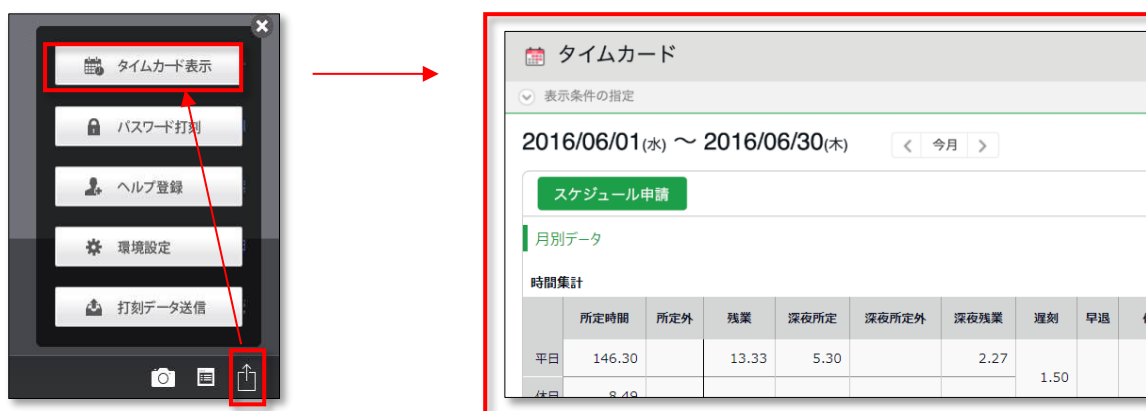 タイムカード表示
パスワード打刻
ヘルプ登録
環境設定
打刻データ送信
タイムカード
表示条件の指定
2016/06/01(水) ～ 2016/06/30(木)
今月
スケジュール申請
月別データ
時間集計
所定時間 所定外 残業 深夜所定 深夜所定外 深夜残業 遅刻 早退
平日 146.30 13.33 5.30 2.27 1.50
休日 8.49